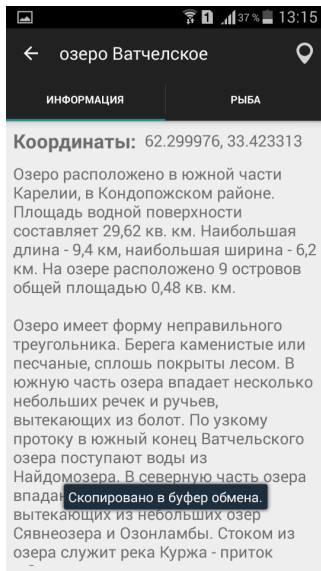 1 37 % 13:15
озеро Ватчелское
ИНФОРМАЦИЯ РЫБА
Координаты: 62.299976, 33.423313
Озеро расположено в южной части
Карелии, в Кондопожском районе.
Площадь водной поверхности
составляет 29,62 кв. км. Наибольшая
длина - 9,4 км, наибольшая ширина - 6,2
км. На озере расположено 9 островов
общей площадью 0,48 кв. км.
Озеро имеет форму неправильного
треугольника. Берега каменистые или
песчаные, сплошь покрыты лесом. В
южную часть озера впадает несколько
небольших речек и ручьев,
вытекающих из болот. По узкому
протоку в южный конец Ватчельского
озера поступают воды из
Найдомозера. В северную часть озера
Скопировано в буфер обмена.
вытекающих из небольших озер
Сявнеозера и Озонламбы. Стоком из
озера служит река Куржа - приток